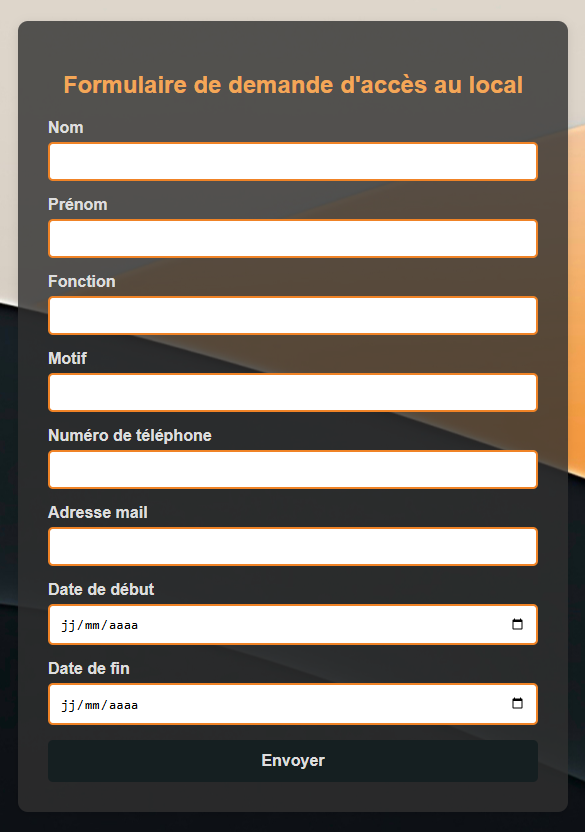 Formulaire de demande d'accès au local
Nom
Prénom
Fonction
Motif
Numéro de téléphone
Adresse mail
Date de début
jj/mm/aaaa
Date de fin
jj/mm/aaaa
Envoyer